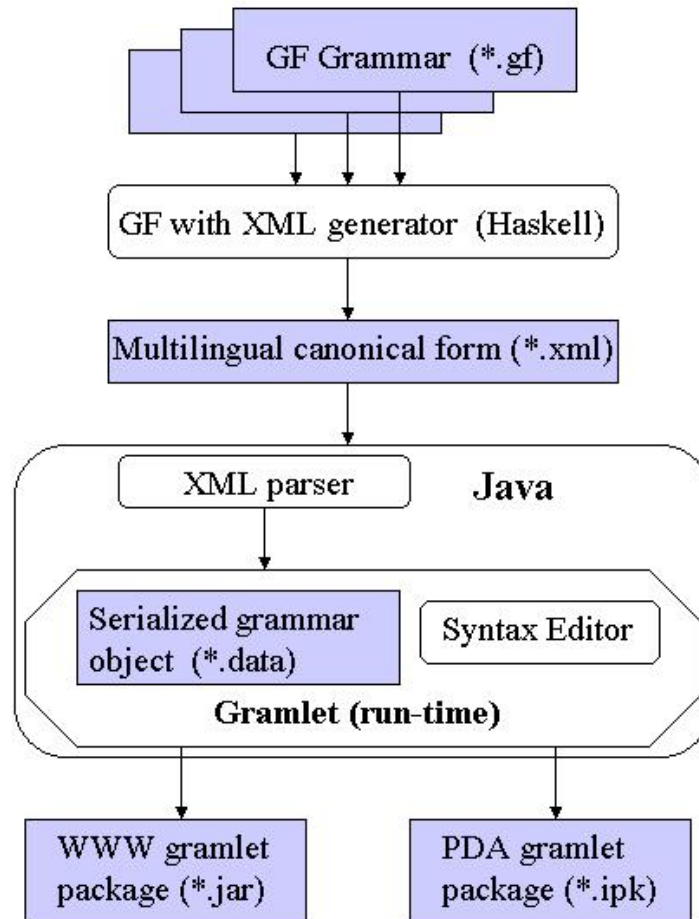 GF Grammar (*.gf)
GF with XML generator (Haskell)
Multilingual canonical form (*.xml)
XML parser
Java
Serialized grammar
object (*.data)
Syntax Editor
Gramlet (run-time)
WWW gramlet
package (*.jar)
PDA gramlet
package (*.ipk)